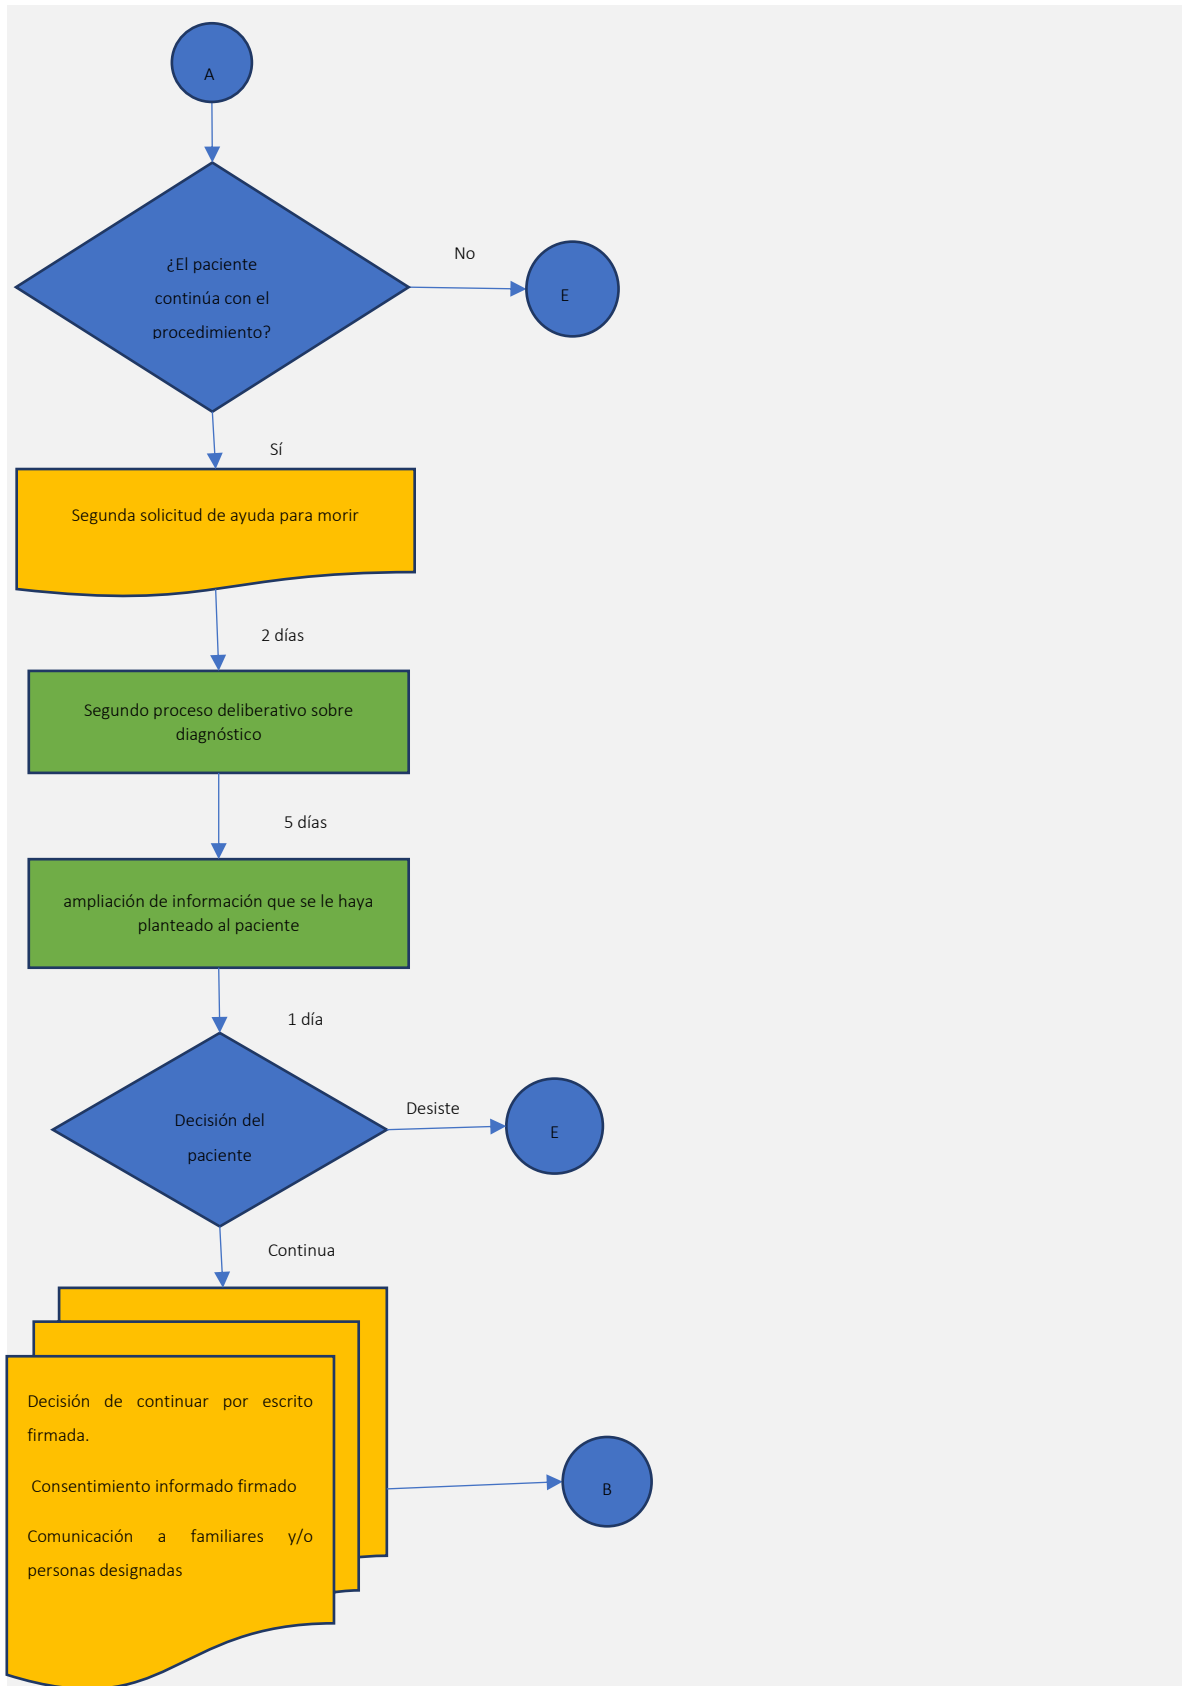 A
¿El paciente
continúa con el
procedimiento?
No
E
Sí
Segunda solicitud de ayuda para morir
2 días
Segundo proceso deliberativo sobre
diagnóstico
5 días
ampliación de información que se le haya
planteado al paciente
1 día
Decisión del
paciente
Desiste
E
Continua
Decisión de continuar por escrito
firmada.
Consentimiento informado firmado
Comunicación a familiares y/o
personas designadas
B